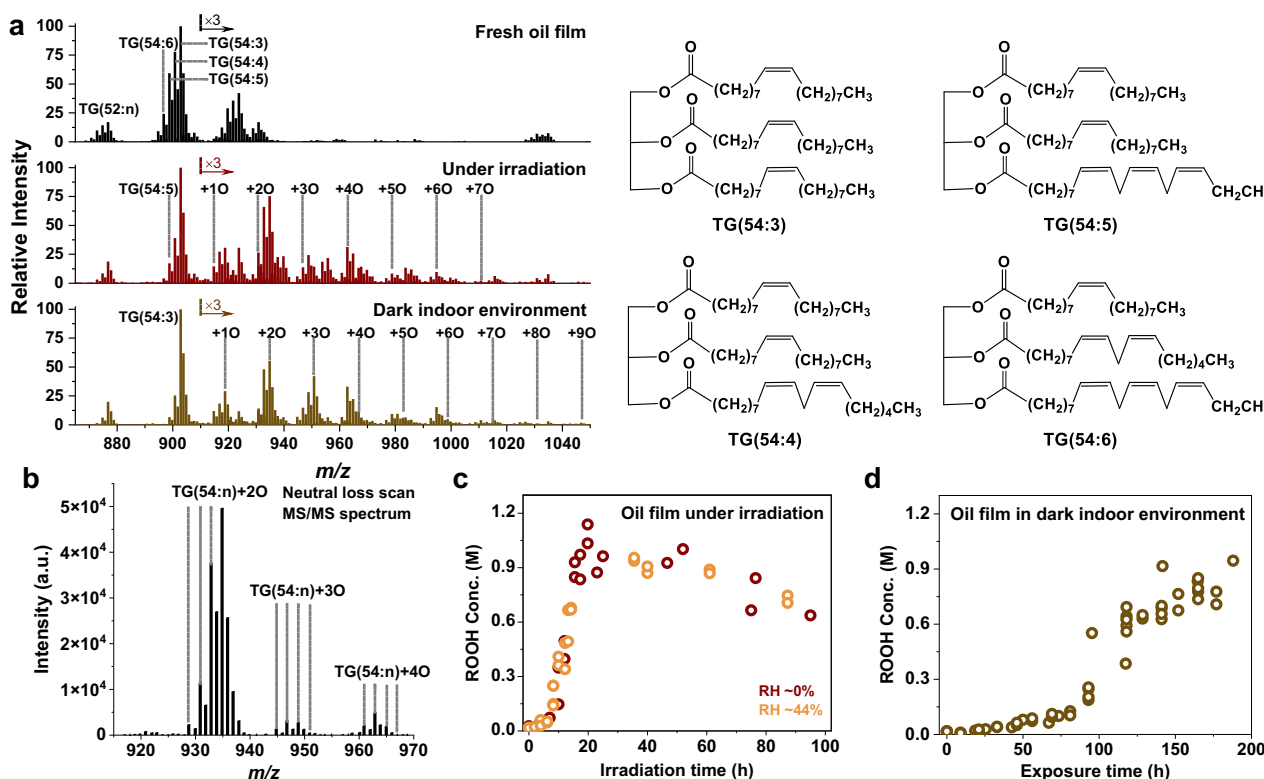 a
Relative Intensity
Fresh oil film
×3
TG(54:6)
TG(54:3)
TG(54:4)
TG(54:5)
TG(52:n)
100
75
50
25
0
Under irradiation
×3
TG(54:5)
+1O
+2O
+3O
+4O
+5O
+6O
+7O
100
75
50
25
0
Dark indoor environment
×3
TG(54:3)
+1O
+2O
+3O
+4O
+5O
+6O
+7O
+8O
+9O
100
75
50
25
0
880 900 920 940 960 980 1000 1020 1040
m/z
O
O
(CH2)7
(CH2)7CH3
O
O
(CH2)7
(CH2)7CH3
O
O
(CH2)7
(CH2)7CH3
TG(54:3)
O
O
(CH2)7
(CH2)7CH3
O
O
(CH2)7
(CH2)7CH3
O
O
(CH2)7
CH2CH
TG(54:5)
O
O
(CH2)7
(CH2)7CH3
O
O
(CH2)7
(CH2)7CH3
O
O
(CH2)7
(CH2)4CH3
TG(54:4)
O
O
(CH2)7
(CH2)7CH3
O
O
(CH2)7
(CH2)4CH3
O
O
(CH2)7
CH2CH
TG(54:6)
b
TG(54:n)+2O
Neutral loss scan
MS/MS spectrum
TG(54:n)+3O
TG(54:n)+4O
Intensity (a.u.)
5×10⁴
4×10⁴
3×10⁴
2×10⁴
1×10⁴
0
920 930 940 950 960 970
m/z
c
Oil film under irradiation
ROOH Conc. (M)
1.2
0.9
0.6
0.3
0.0
RH ~0%
RH ~44%
0 20 40 60 80 100
Irradiation time (h)
d
Oil film in dark indoor environment
ROOH Conc. (M)
1.2
0.9
0.6
0.3
0.0
0 50 100 150 200
Exposure time (h)